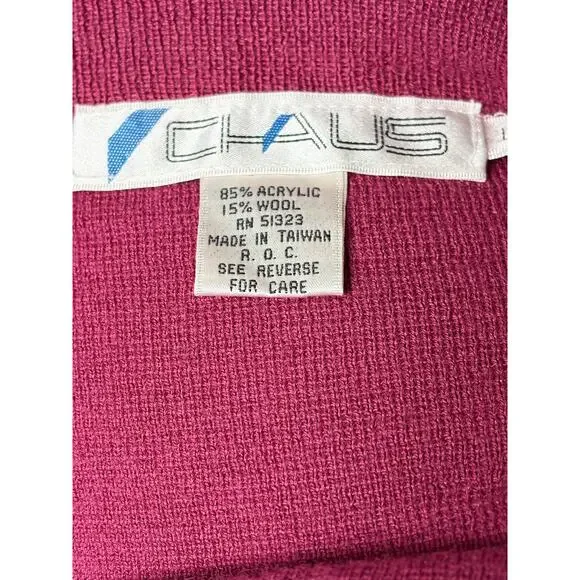 CHAUS
85% ACRYLIC
15% WOOL
RN 51323
MADE IN TAIWAN
R. O. C.
SEE REVERSE
FOR CARE